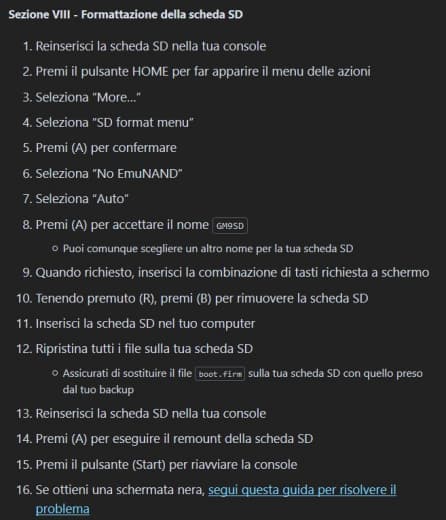 Sezione VIII - Formattazione della scheda SD
1. Reinserisci la scheda SD nella tua console
2. Premi il pulsante HOME per far apparire il menu delle azioni
3. Seleziona “More…”
4. Seleziona “SD format menu”
5. Premi (A) per confermare
6. Seleziona “No EmuNAND”
7. Seleziona “Auto”
8. Premi (A) per accettare il nome GM9SD
Puoi comunque scegliere un altro nome per la tua scheda SD
9. Quando richiesto, inserisci la combinazione di tasti richiesta a schermo
10. Tenendo premuto (R), premi (B) per rimuovere la scheda SD
11. Inserisci la scheda SD nel tuo computer
12. Ripristina tutti i file sulla tua scheda SD
Assicurati di sostituire il file boot.firm sulla tua scheda SD con quello preso
dal tuo backup
13. Reinserisci la scheda SD nella tua console
14. Premi (A) per eseguire il remount della scheda SD
15. Premi il pulsante (Start) per riavviare la console
16. Se ottieni una schermata nera, segui questa guida per risolvere il
problema